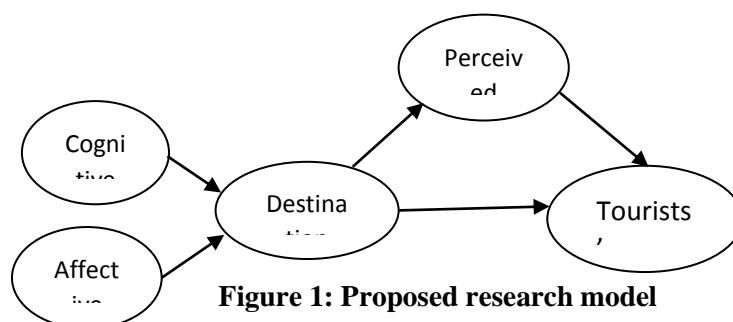 Perceiv
ed
Cogni
tive
Destina
tion
Tourists
,
Affect
ive
Figure 1: Proposed research model